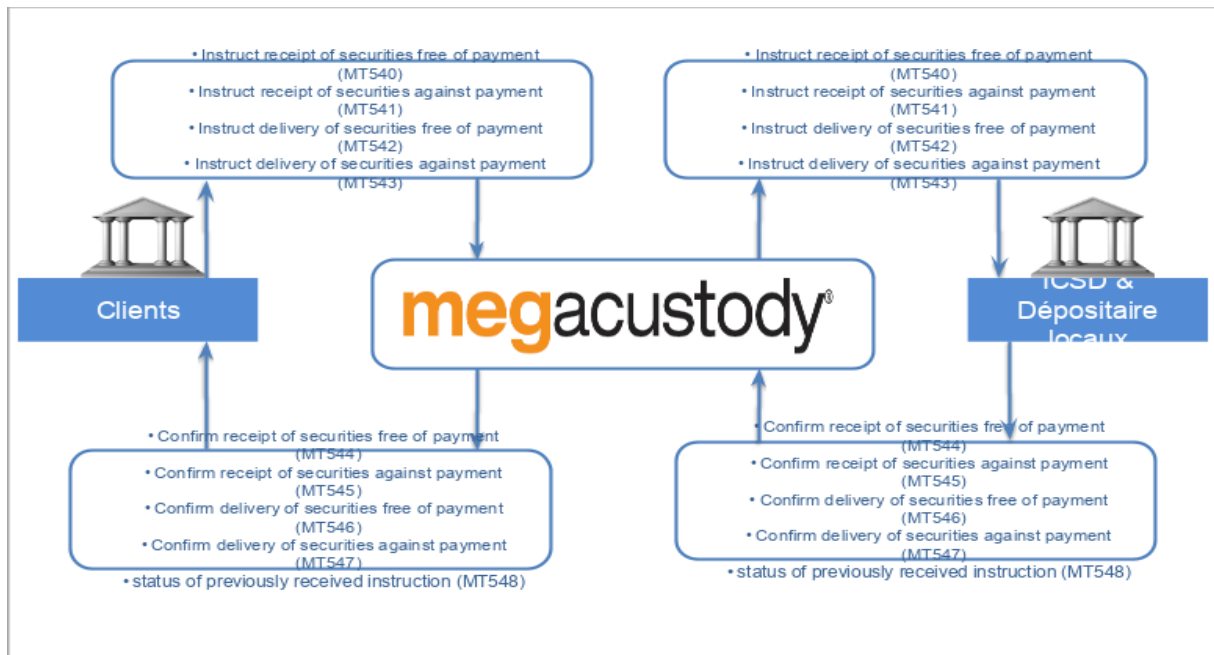 • Instruct receipt of securities free of payment
(MT540)
• Instruct receipt of securities against payment
(MT541)
• Instruct delivery of securities free of payment
(MT542)
• Instruct delivery of securities against payment
(MT543)
• Instruct receipt of securities free of payment
(MT540)
• Instruct receipt of securities against payment
(MT541)
• Instruct delivery of securities free of payment
(MT542)
• Instruct delivery of securities against payment
(MT543)
Clients
megacustody®
ICSD &
Dépositaire
locaux
• Confirm receipt of securities free of payment
(MT544)
• Confirm receipt of securities against payment
(MT545)
• Confirm delivery of securities free of payment
(MT546)
• Confirm delivery of securities against payment
(MT547)
• status of previously received instruction (MT548)
• Confirm receipt of securities free of payment
(MT544)
• Confirm receipt of securities against payment
(MT545)
• Confirm delivery of securities free of payment
(MT546)
• Confirm delivery of securities against payment
(MT547)
• status of previously received instruction (MT548)